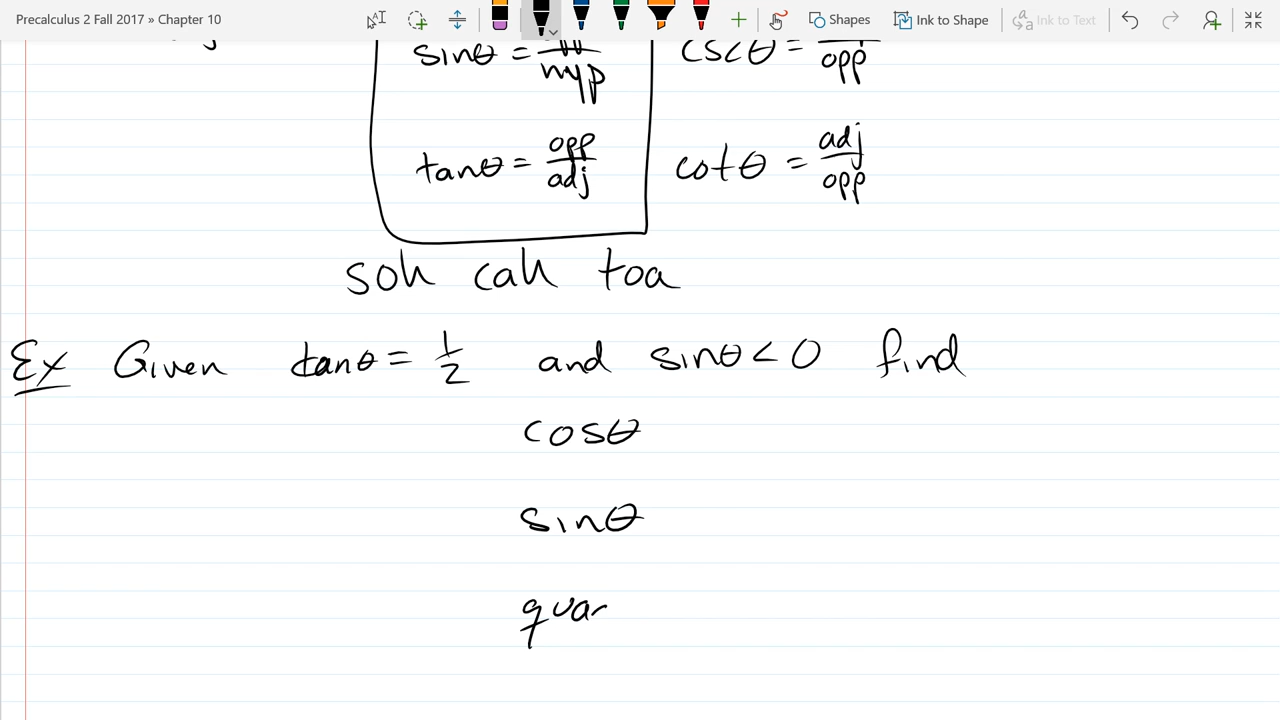 Precalculus 2 Fall 2017 » Chapter 10
Shapes
Ink to Shape
Ink to Text
sinθ = / hyp
cscθ = / opp
tanθ = opp/adj
cotθ = adj/opp
soh cah toa
Ex Given tanθ = 1/2 and sinθ < 0 find
cosθ
sinθ
quar